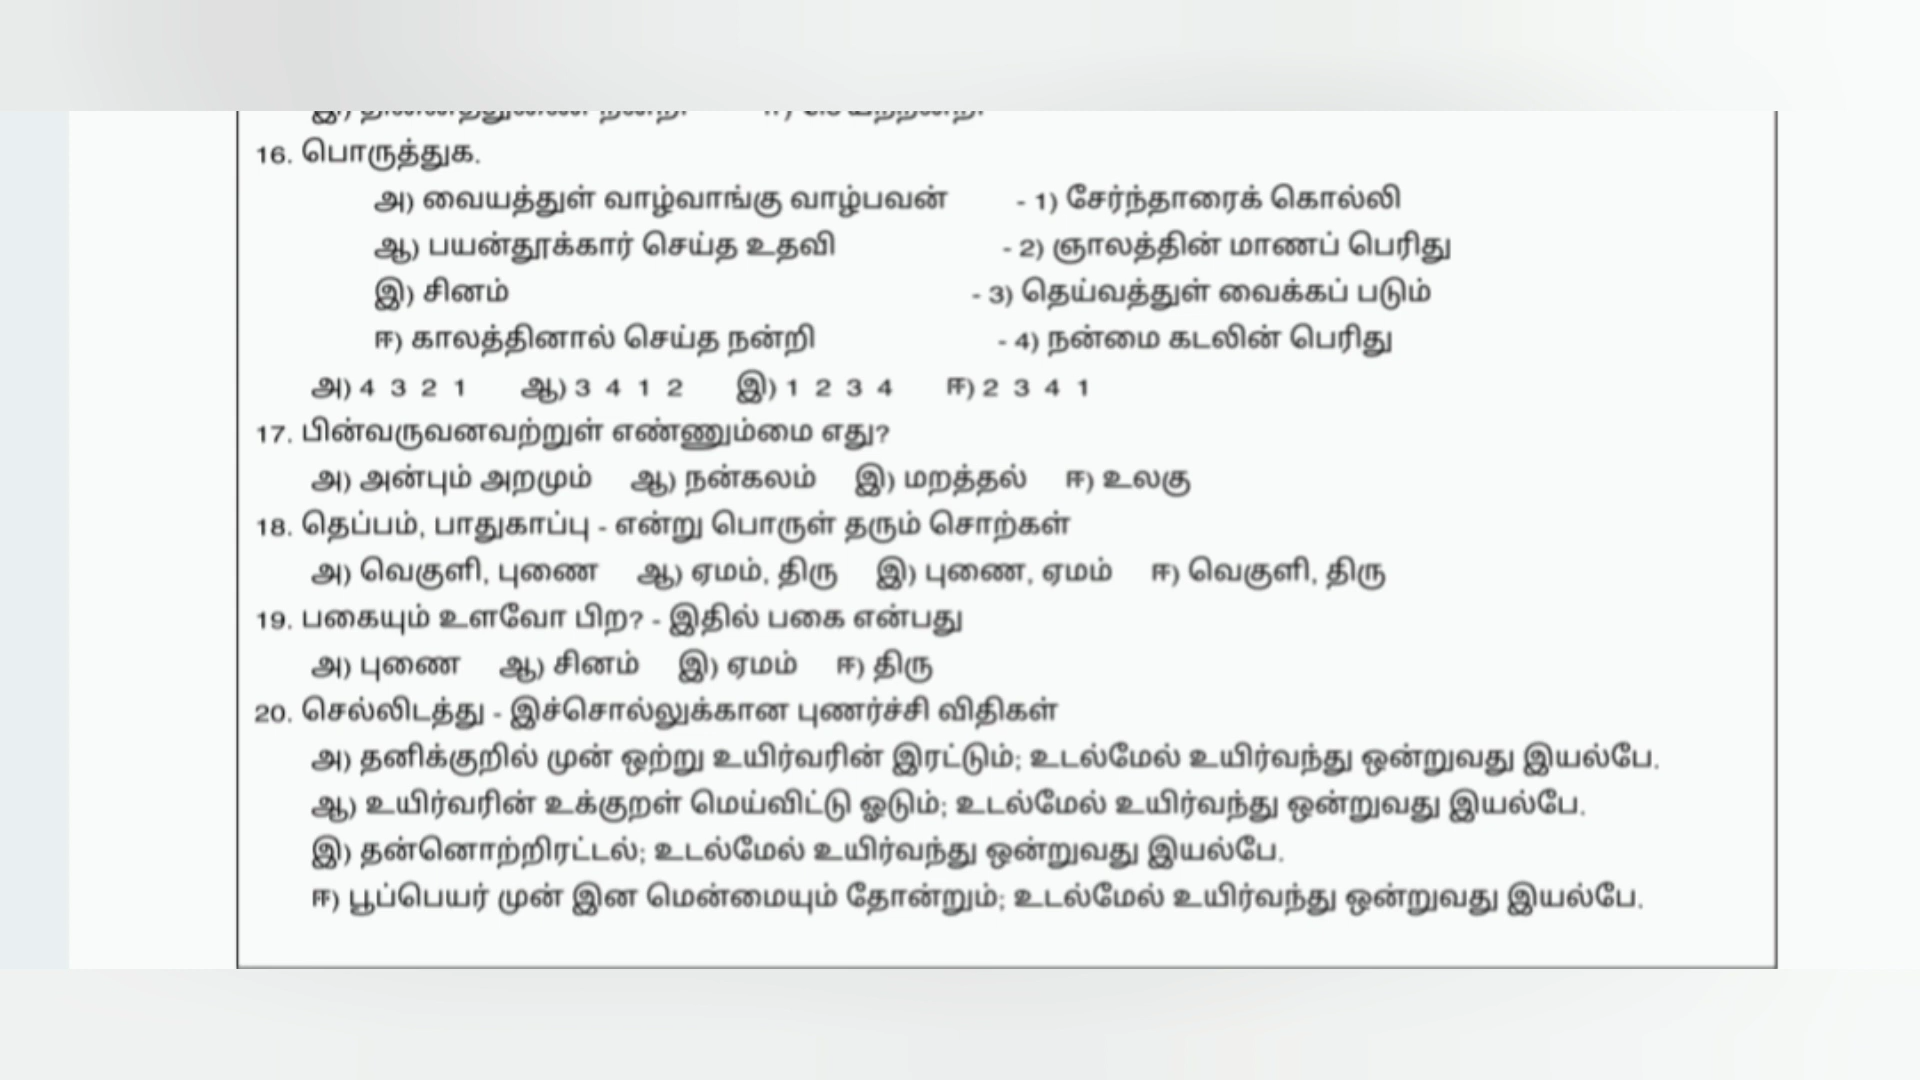 16. பொருத்துக.
அ) வையத்துள் வாழ்வாங்கு வாழ்பவன் - 1) சேர்ந்தாரைக் கொல்லி
ஆ) பயன்தூக்கார் செய்த உதவி - 2) ஞாலத்தின் மாணப் பெரிது
இ) சினம் - 3) தெய்வத்துள் வைக்கப் படும்
ஈ) காலத்தினால் செய்த நன்றி - 4) நன்மை கடலின் பெரிது
அ) 4 3 2 1 ஆ) 3 4 1 2 இ) 1 2 3 4 ஈ) 2 3 4 1
17. பின்வருவனவற்றுள் எண்ணும்மை எது?
அ) அன்பும் அறமும் ஆ) நன்கலம் இ) மறத்தல் ஈ) உலகு
18. தெப்பம், பாதுகாப்பு - என்று பொருள் தரும் சொற்கள்
அ) வெகுளி, புணை ஆ) ஏமம், திரு இ) புணை, ஏமம் ஈ) வெகுளி, திரு
19. பகையும் உளவோ பிற? - இதில் பகை என்பது
அ) புணை ஆ) சினம் இ) ஏமம் ஈ) திரு
20. செல்லிடத்து - இச்சொல்லுக்கான புணர்ச்சி விதிகள்
அ) தனிக்குறில் முன் ஒற்று உயிர்வரின் இரட்டும்; உடல்மேல் உயிர்வந்து ஒன்றுவது இயல்பே.
ஆ) உயிர்வரின் உக்குறள் மெய்விட்டு ஓடும்; உடல்மேல் உயிர்வந்து ஒன்றுவது இயல்பே.
இ) தன்னொற்றிரட்டல்; உடல்மேல் உயிர்வந்து ஒன்றுவது இயல்பே.
ஈ) பூப்பெயர் முன் இன மென்மையும் தோன்றும்; உடல்மேல் உயிர்வந்து ஒன்றுவது இயல்பே.